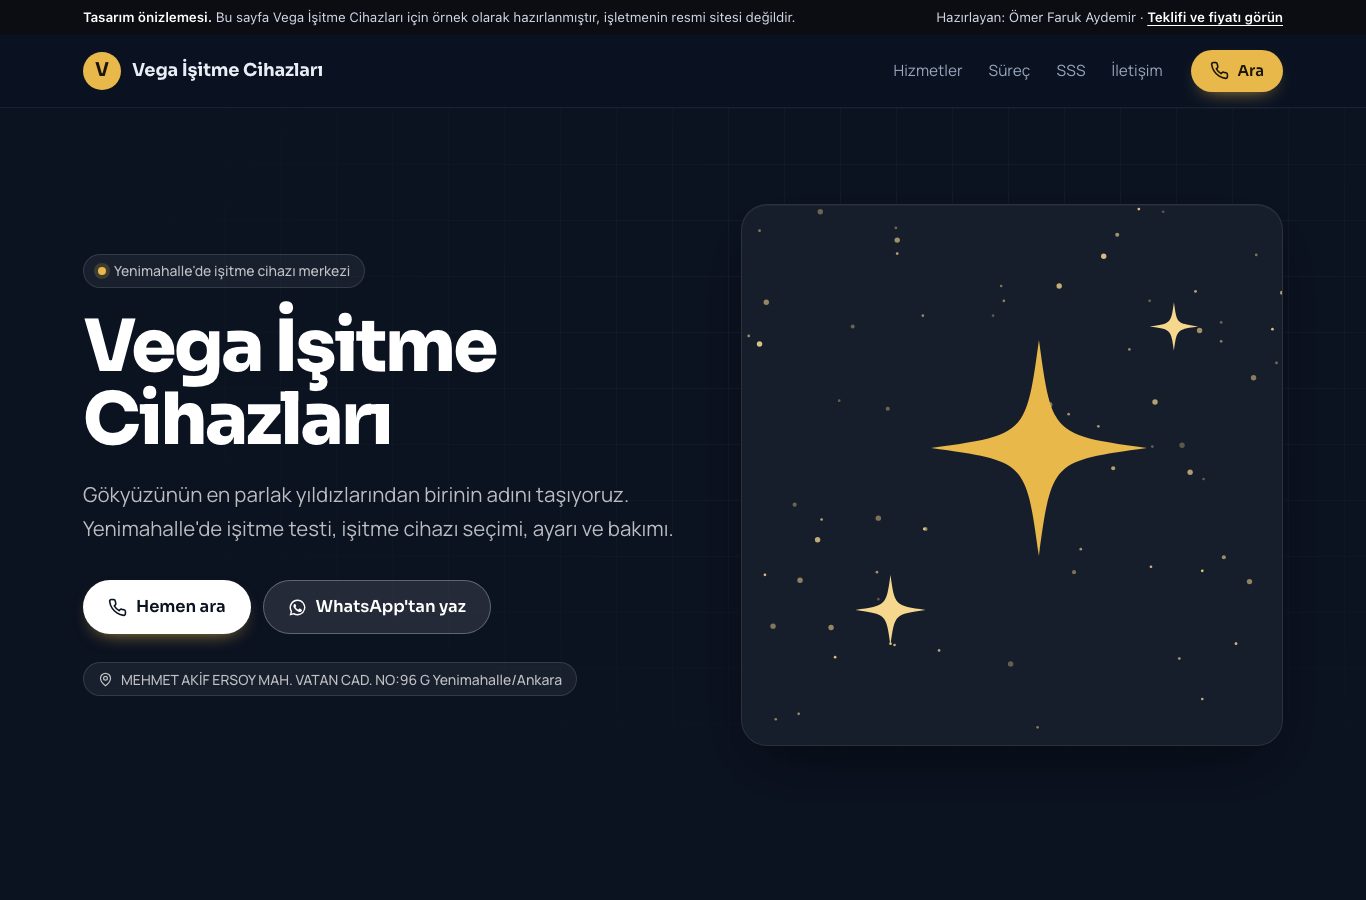 Tasarım önizlemesi. Bu sayfa Vega İşitme Cihazları için örnek olarak hazırlanmıştır, işletmenin resmi sitesi değildir.
Hazırlayan: Ömer Faruk Aydemir · Teklifi ve fiyatı görün
V
Vega İşitme Cihazları
Hizmetler
Süreç
SSS
İletişim
Ara
Yenimahalle'de işitme cihazı merkezi
Vega İşitme
Cihazları
Gökyüzünün en parlak yıldızlarından birinin adını taşıyoruz.
Yenimahalle'de işitme testi, işitme cihazı seçimi, ayarı ve bakımı.
Hemen ara
WhatsApp'tan yaz
MEHMET AKİF ERSOY MAH. VATAN CAD. NO:96 G Yenimahalle/Ankara